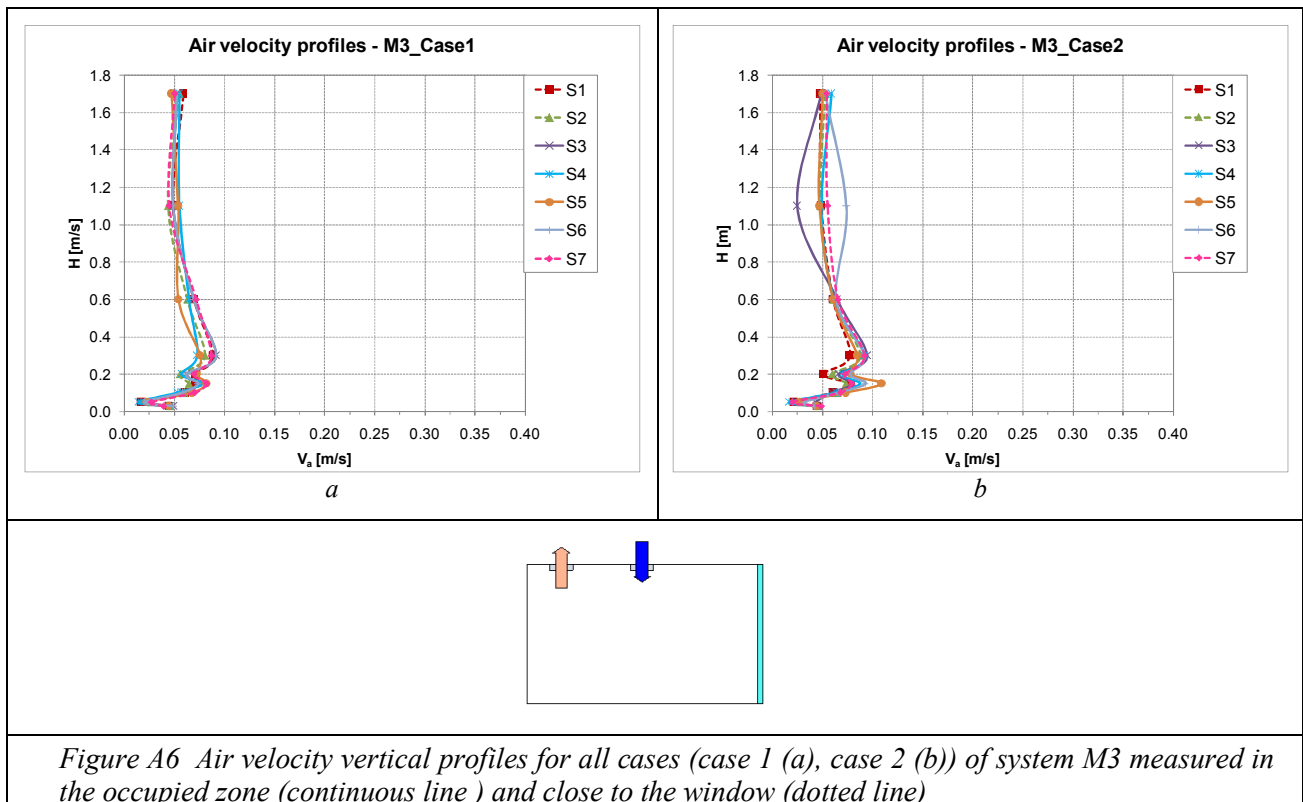 Air velocity profiles - M3_Case1
1.8
1.6
1.4
1.2
1.0
0.8
0.6
0.4
0.2
0.0
H [m/s]
0.00 0.05 0.10 0.15 0.20 0.25 0.30 0.35 0.40
Va [m/s]
S1
S2
S3
S4
S5
S6
S7
a
Air velocity profiles - M3_Case2
1.8
1.6
1.4
1.2
1.0
0.8
0.6
0.4
0.2
0.0
H [m]
0.00 0.05 0.10 0.15 0.20 0.25 0.30 0.35 0.40
Va [m/s]
S1
S2
S3
S4
S5
S6
S7
b
Figure A6 Air velocity vertical profiles for all cases (case 1 (a), case 2 (b)) of system M3 measured in
the occupied zone (continuous line ) and close to the window (dotted line)